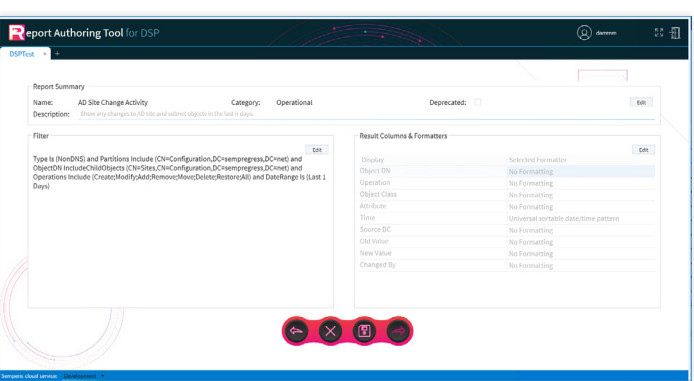 Report Authoring Tool for DSP
dammm
DSPTest × +
Report Summary
Name: AD Site Change Activity Category: Operational Deprecated: Edit
Description: Show any changes to AD site and subnet objects in the last n days.
Filter
Edit
Type Is (NonDNS) and Partitions Include (CN=Configuration,DC=sempregress,DC=net) and
ObjectDN IncludeChildObjects (CN=Sites,CN=Configuration,DC=sempregress,DC=net) and
Operations Include (Create;Modify;Add;Remove;Move;Delete;Restore;All) and DateRange Is (Last 1
Days)
Result Columns & Formatters
Edit
Display Selected Formatter
Object DN No Formatting
Operation No Formatting
Object Class No Formatting
Attribute No Formatting
Time Universal sortable date/time pattern
Source DC No Formatting
Old Value No Formatting
New Value No Formatting
Changed By No Formatting
Semperis cloud service: Development